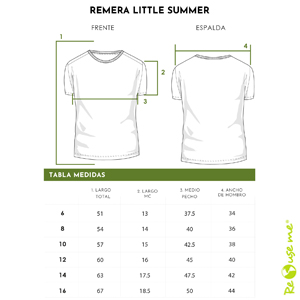 REMERA LITTLE SUMMER
FRENTE
ESPALDA
1
2
3
4
TABLA MEDIDAS
1: LARGO TOTAL 2: LARGO MC 3: MEDIO PECHO 4: ANCHO DE HOMBRO
6 51 13 37.5 34
8 54 14 40 36
10 57 15 42.5 38
12 60 16 45 40
14 63 17.5 47.5 42
16 67 18.5 50 44
ReUse me